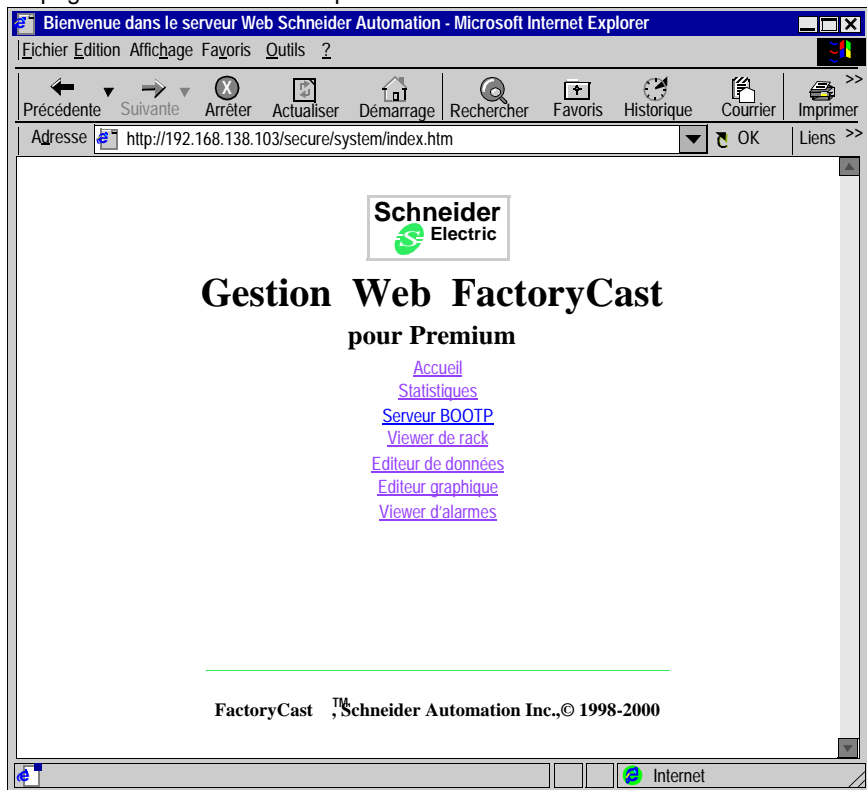 Bienvenue dans le serveur Web Schneider Automation - Microsoft Internet Explorer
Fichier Edition Affichage Favoris Outils ?
Précédente Suivante Arrêter Actualiser Démarrage Rechercher Favoris Historique Courrier Imprimer >>
Adresse http://192.168.138.103/secure/system/index.htm OK Liens >>
Schneider
Electric
Gestion Web FactoryCast
pour Premium
Accueil
Statistiques
Serveur BOOTP
Viewer de rack
Editeur de données
Editeur graphique
Viewer d'alarmes
FactoryCast ™, Schneider Automation Inc.,© 1998-2000
Internet